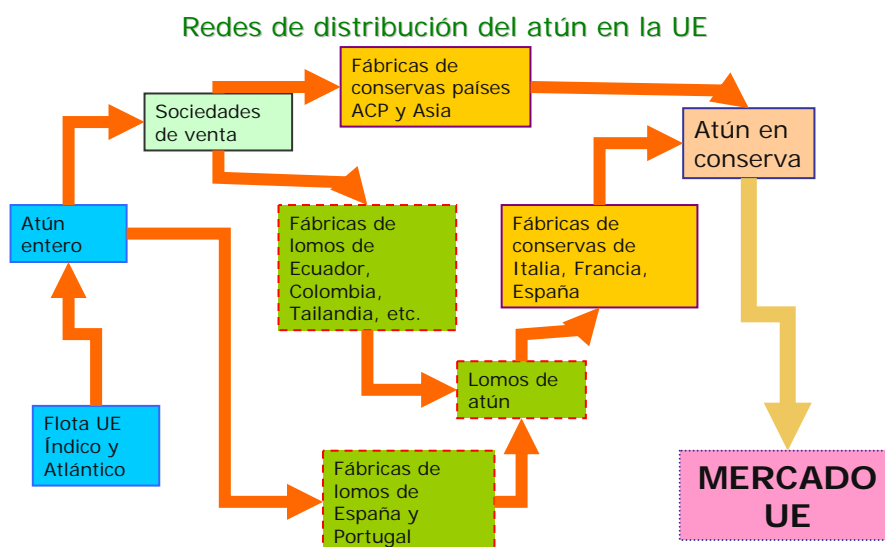 Redes de distribución del atún en la UE
Fábricas de
conservas países
ACP y Asia
Sociedades
de venta
Atún en
conserva
Atún
entero
Fábricas de
lomos de
Ecuador,
Colombia,
Tailandia, etc.
Fábricas de
conservas de
Italia, Francia,
España
Lomos de
atún
Flota UE
Índico y
Atlántico
Fábricas de
lomos de
España y
Portugal
MERCADO
UE